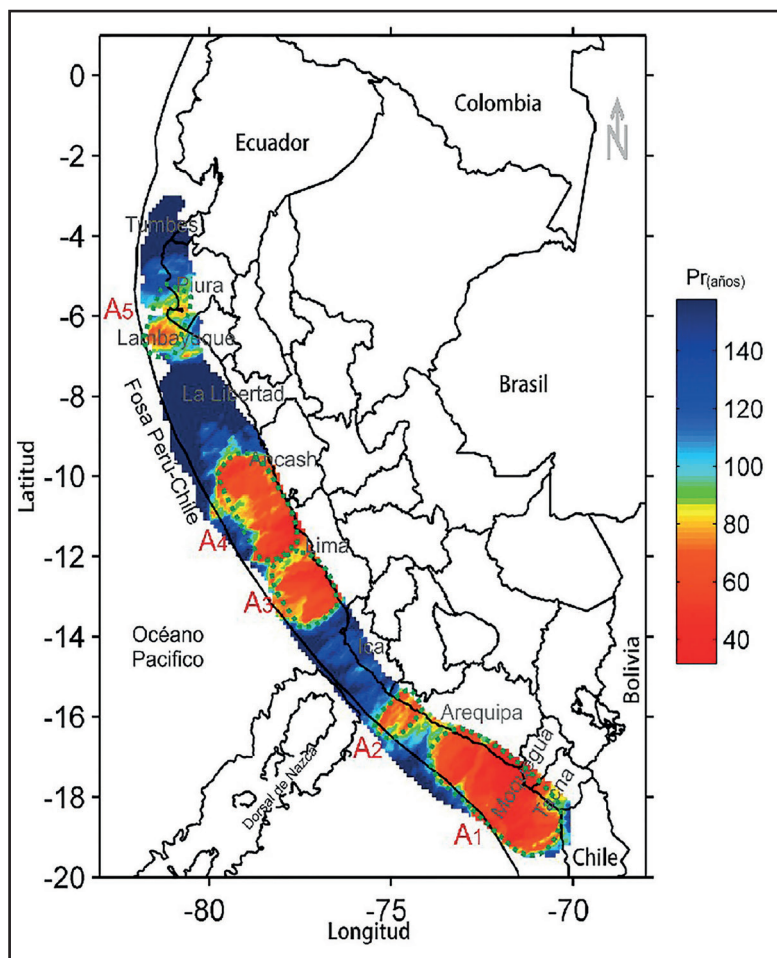 0
-2
-4
-6
-8
-10
-12
-14
-16
-18
-20
-80
-75
-70
Latitud
Longitud
Colombia
Ecuador
N
Tumbes
Piura
A5
Lambayeque
La Libertad
Fosa Perú-Chile
Brasil
Ancash
A4
Lima
A3
Océano
Pacifico
Ica
Bolivia
Arequipa
A2
Dorsal de Nazca
Moquegua
Tacna
A1
Chile
Pr(años)
140
120
100
80
60
40